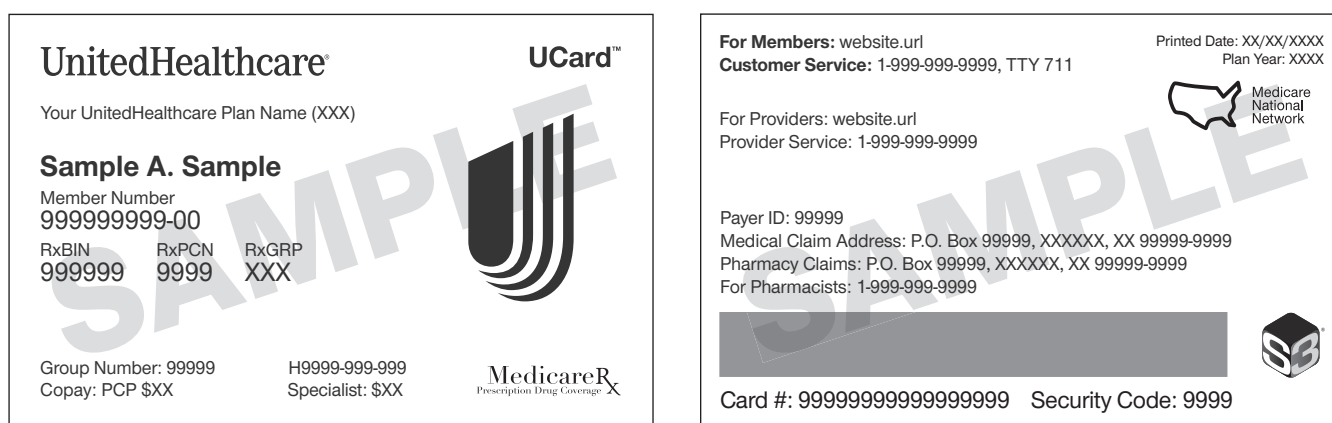 UnitedHealthcare®
UCard™
Your UnitedHealthcare Plan Name (XXX)
Sample A. Sample
Member Number
999999999-00
RxBIN RxPCN RxGRP
999999 9999 XXX
Group Number: 99999 H9999-999-999
Copay: PCP $XX Specialist: $XX
MedicareRx
Prescription Drug Coverage
SAMPLE
For Members: website.url
Customer Service: 1-999-999-9999, TTY 711
Printed Date: XX/XX/XXXX
Plan Year: XXXX
Medicare
National
Network
For Providers: website.url
Provider Service: 1-999-999-9999
Payer ID: 99999
Medical Claim Address: P.O. Box 99999, XXXXXX, XX 99999-9999
Pharmacy Claims: P.O. Box 99999, XXXXXX, XX 99999-9999
For Pharmacists: 1-999-999-9999
S3®
Card #: 99999999999999999 Security Code: 9999
SAMPLE